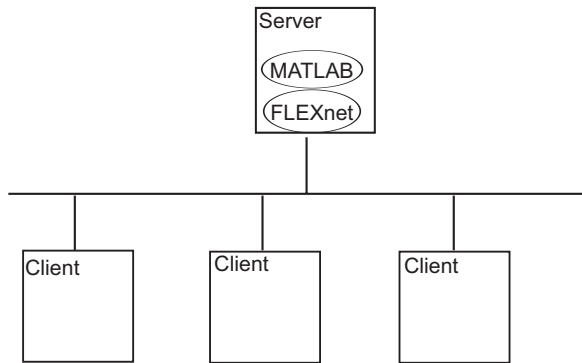 Server
MATLAB
FLEXnet
Client
Client
Client